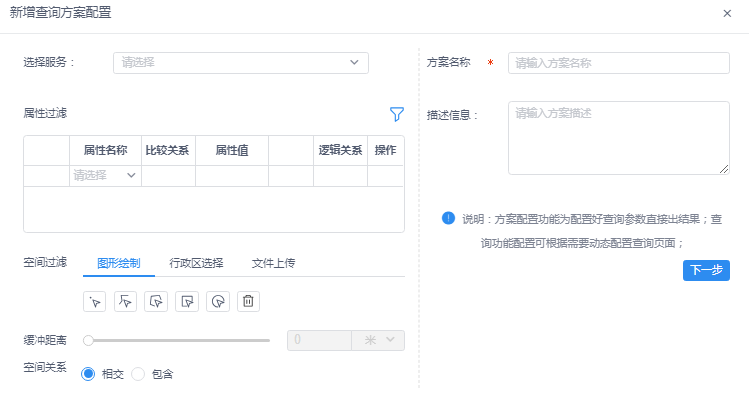 新增查询方案配置
选择服务：
请选择
属性过滤
属性名称 比较关系 属性值 逻辑关系 操作
请选择
空间过滤 图形绘制 行政区选择 文件上传
缓冲距离 0 米
空间关系 相交 包含
方案名称 * 请输入方案名称
描述信息： 请输入方案描述
说明：方案配置功能为配置好查询参数直接出结果；查
询功能配置可根据需要动态配置查询页面；
下一步